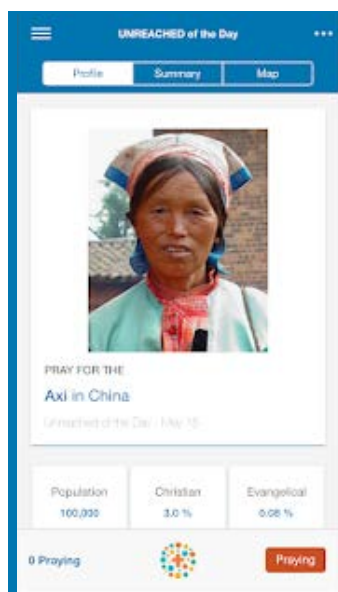 UNREACHED of the Day
Profile Summary Map
PRAY FOR THE
Axi in China
Unreached of the Day - May 15
Population Christian Evangelical
100,000 3.0 % 0.08 %
0 Praying Praying